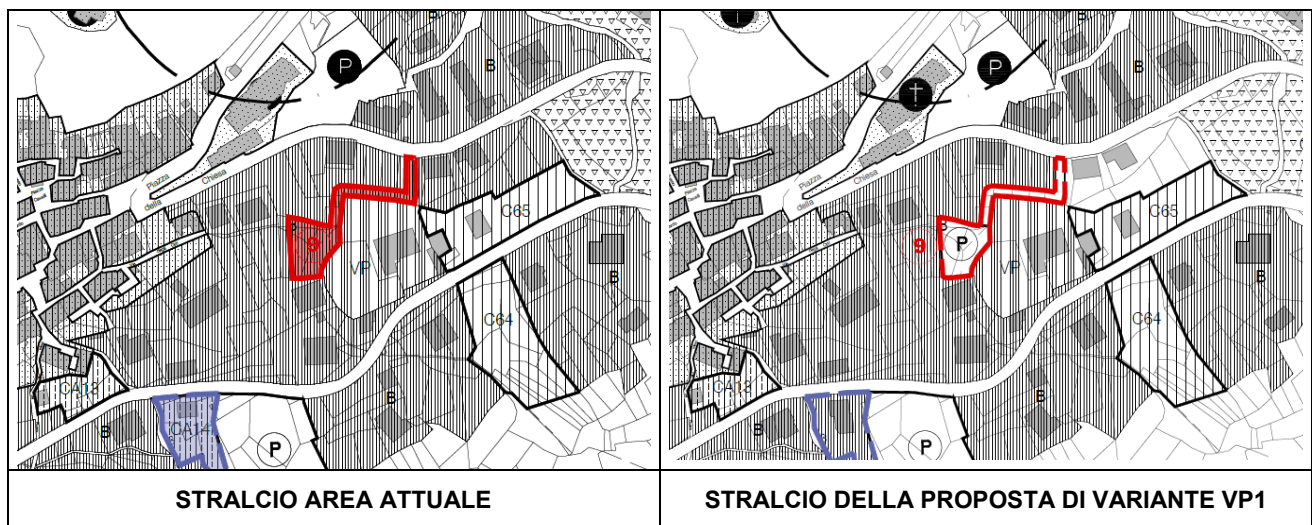 P
B
Piazza
della
Chiesa
C65
B
9
VP
B
C64
CA13
B
B
CA14
P
STRALCIO AREA ATTUALE
P
B
Piazza
della
Chiesa
C65
B
9
P
VP
B
C64
CA13
B
B
P
STRALCIO DELLA PROPOSTA DI VARIANTE VP1